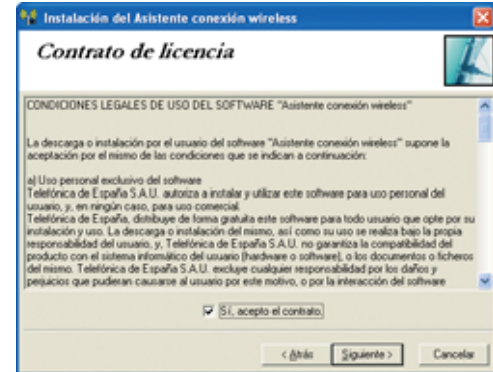 Instalación del Asistente conexión wireless
Contrato de licencia
CONDICIONES LEGALES DE USO DEL SOFTWARE "Asistente conexión wireless"
La descarga o instalación por el usuario del software "Asistente conexión wireless" supone la
aceptación por el mismo de las condiciones que se indican a continuación:
a) Uso personal exclusivo del software
Telefónica de España S.A.U. autoriza a instalar y utilizar este software para uso personal del
usuario, y, en ningún caso, para uso comercial.
Telefónica de España, distribuye de forma gratuita este software para todo usuario que opte por su
instalación y uso. La descarga o instalación del mismo, así como su uso se realiza bajo la propia
responsabilidad del usuario, y, Telefónica de España S.A.U. no garantiza la compatibilidad del
producto con el sistema informático del usuario (hardware o software), o los documentos o ficheros
del mismo. Telefónica de España S.A.U. excluye cualquier responsabilidad por los daños y
perjuicios que pudieran causarse al usuario por este motivo, o por la interacción del software
Sí, acepto el contrato.
< Atrás Siguiente > Cancelar